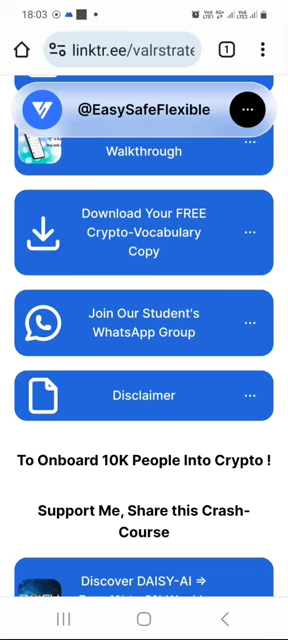 18:03
linktr.ee/valrstrate
1
@EasySafeFlexible
Walkthrough
Download Your FREE
Crypto-Vocabulary
Copy
Join Our Student's
WhatsApp Group
Disclaimer
To Onboard 10K People Into Crypto !
Support Me, Share this Crash-
Course
Discover DAISY-AI ⇒